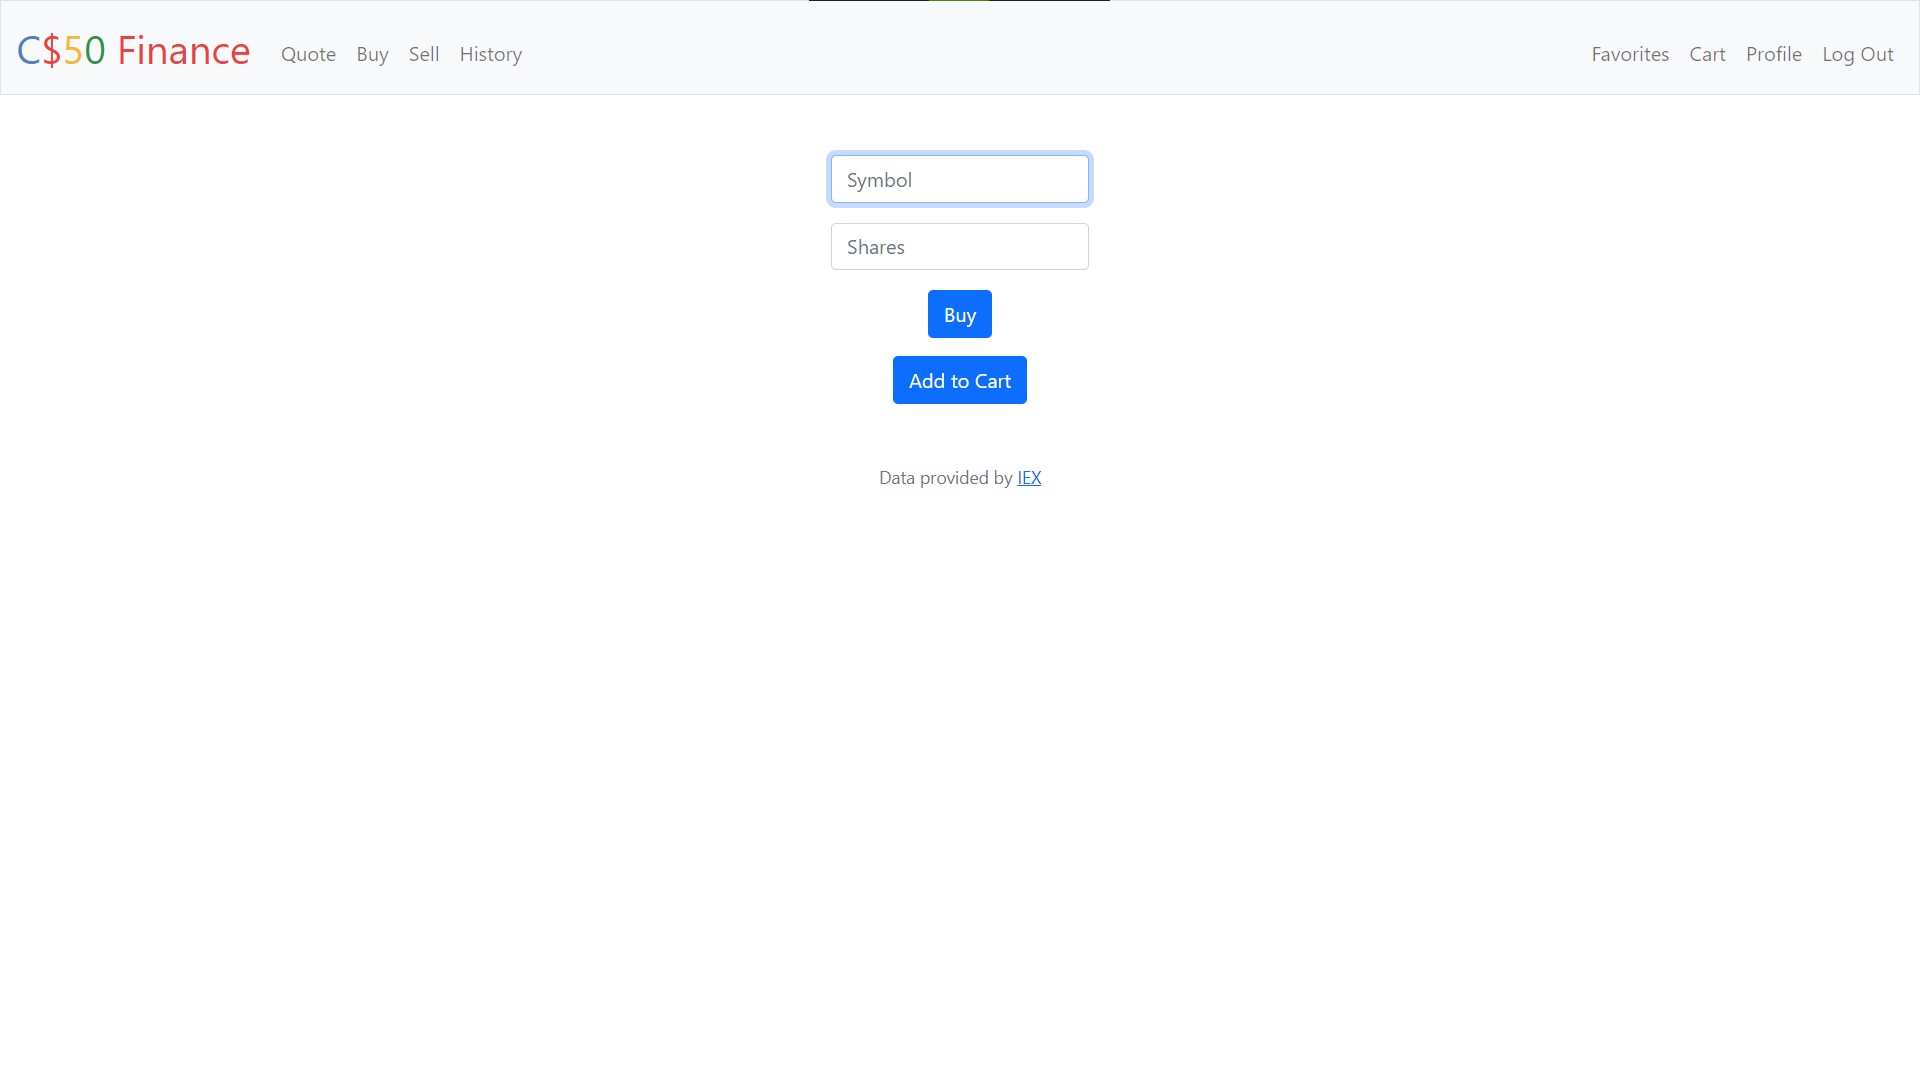 C$50 Finance Quote Buy Sell History Favorites Cart Profile Log Out
Symbol
Shares
Buy
Add to Cart
Data provided by IEX